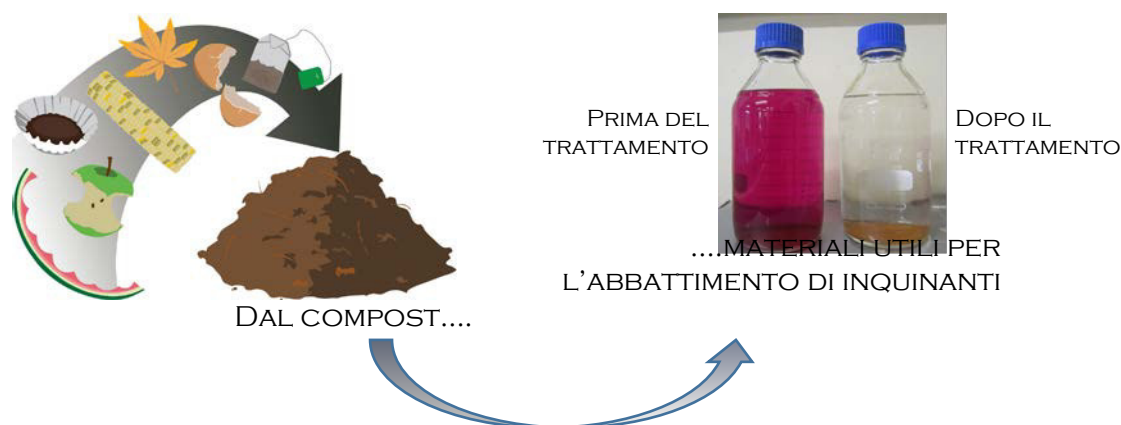 PRIMA DEL
TRATTAMENTO
DOPO IL
TRATTAMENTO
....MATERIALI UTILI PER
L'ABBATTIMENTO DI INQUINANTI
DAL COMPOST....